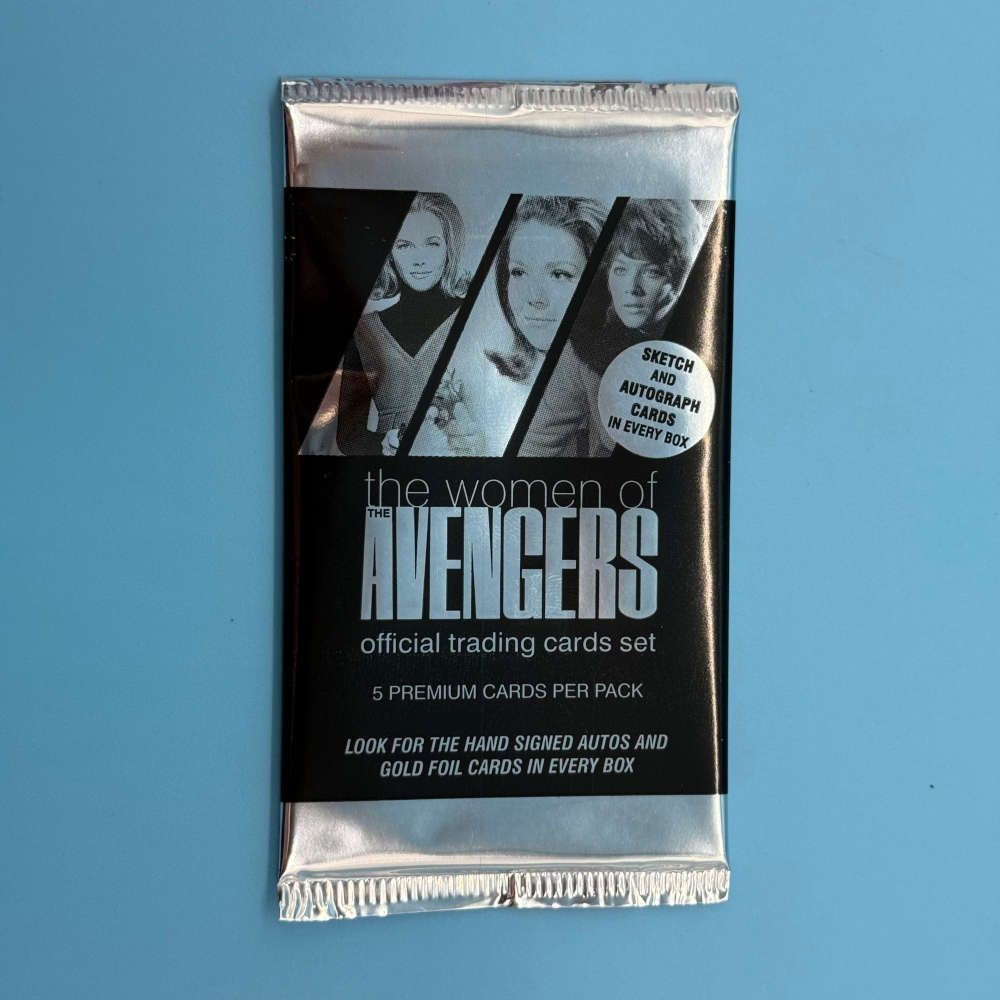 SKETCH
AND
AUTOGRAPH
CARDS
IN EVERY BOX
the women of
THE
AVENGERS
official trading cards set
5 PREMIUM CARDS PER PACK
LOOK FOR THE HAND SIGNED AUTOS AND
GOLD FOIL CARDS IN EVERY BOX